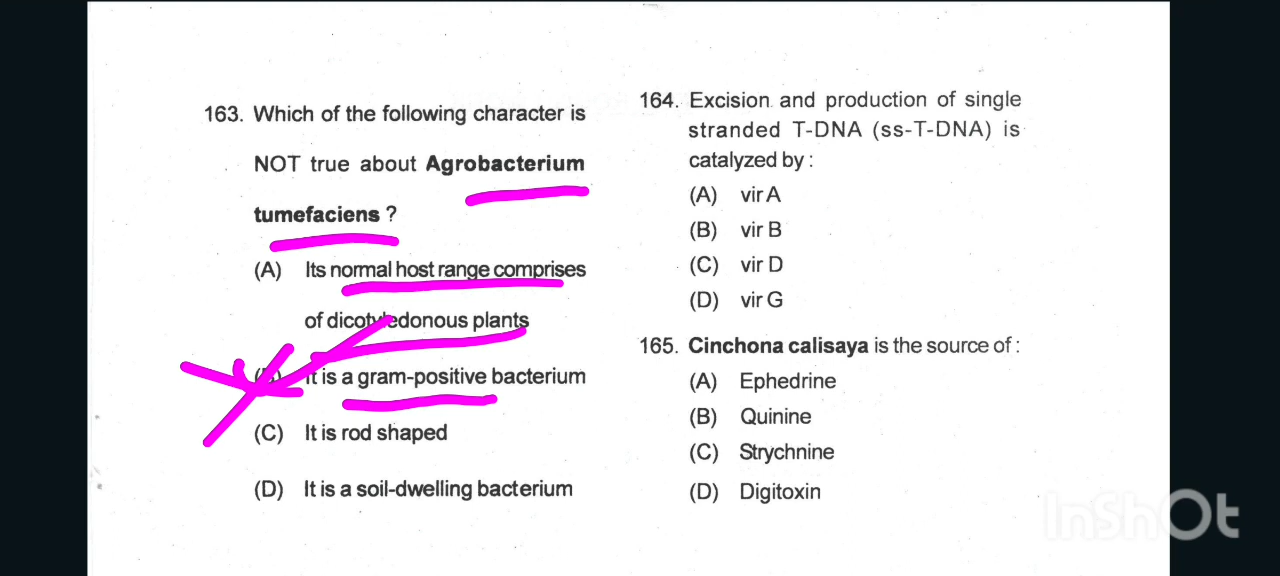 163. Which of the following character is
NOT true about Agrobacterium
tumefaciens ?
(A) Its normal host range comprises
of dicotyledonous plants
(B) It is a gram-positive bacterium
(C) It is rod shaped
(D) It is a soil-dwelling bacterium
164. Excision and production of single
stranded T-DNA (ss-T-DNA) is
catalyzed by :
(A) vir A
(B) vir B
(C) vir D
(D) vir G
165. Cinchona calisaya is the source of :
(A) Ephedrine
(B) Quinine
(C) Strychnine
(D) Digitoxin
InShOt